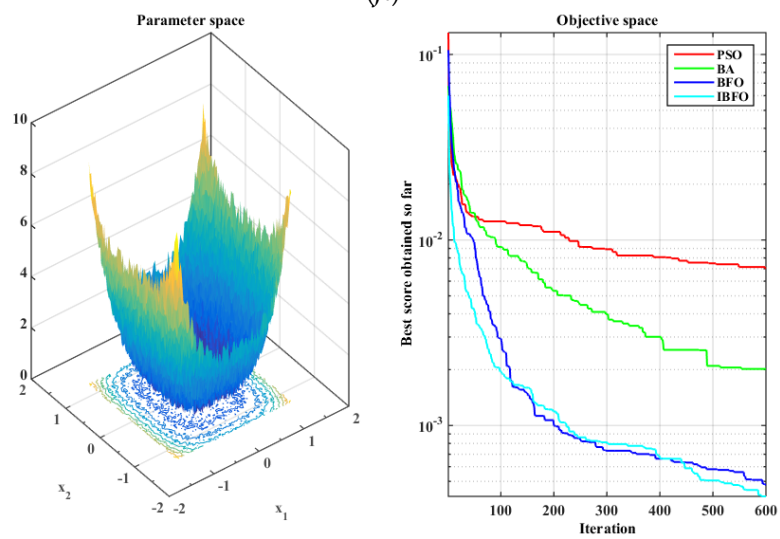 Parameter space
10
8
6
4
2
0
2
1
0
-1
-2
x2
-2
-1
0
1
2
x1
Objective space
PSO
BA
BFO
IBFO
10-1
10-2
10-3
Best score obtained so far
100 200 300 400 500 600
Iteration